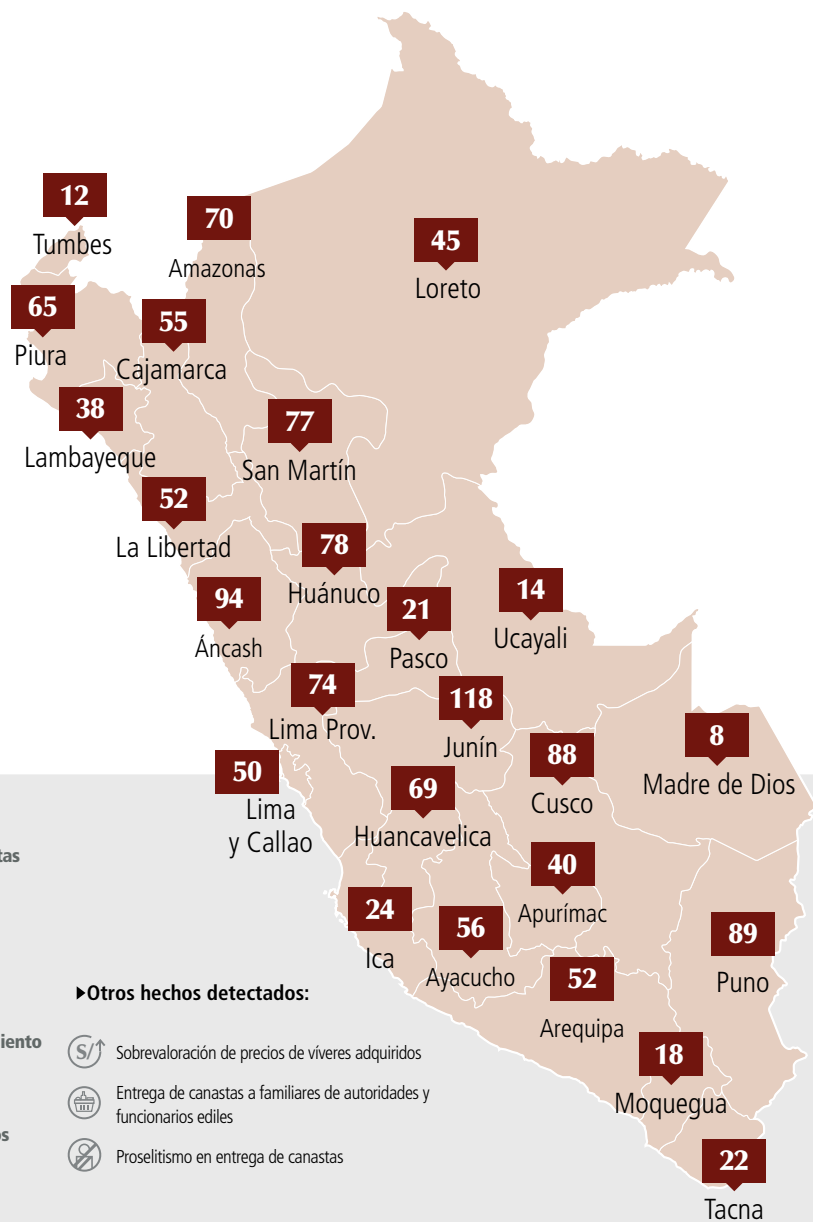 12
Tumbes
70
Amazonas
45
Loreto
65
Piura
55
Cajamarca
38
Lambayeque
77
San Martín
52
La Libertad
78
Huánuco
94
Áncash
21
Pasco
14
Ucayali
74
Lima Prov.
118
Junín
8
Madre de Dios
50
Lima
y Callao
69
Huancavelica
88
Cusco
tas
40
Apurímac
24
Ica
56
Ayacucho
89
Puno
52
Arequipa
▶Otros hechos detectados:
iento
S/↑ Sobrevaloración de precios de víveres adquiridos
18
Moquegua
Entrega de canastas a familiares de autoridades y
funcionarios ediles
os
Proselitismo en entrega de canastas
22
Tacna